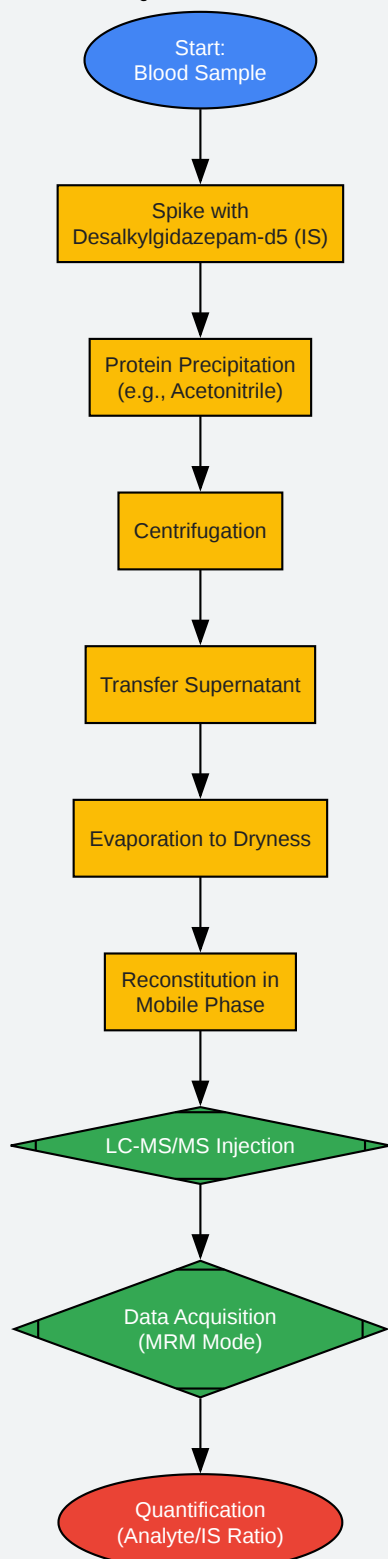 Start:
Blood Sample
Spike with
Desalkylgidazepam-d5 (IS)
Protein Precipitation
(e.g., Acetonitrile)
Centrifugation
Transfer Supernatant
Evaporation to Dryness
Reconstitution in
Mobile Phase
LC-MS/MS Injection
Data Acquisition
(MRM Mode)
Quantification
(Analyte/IS Ratio)